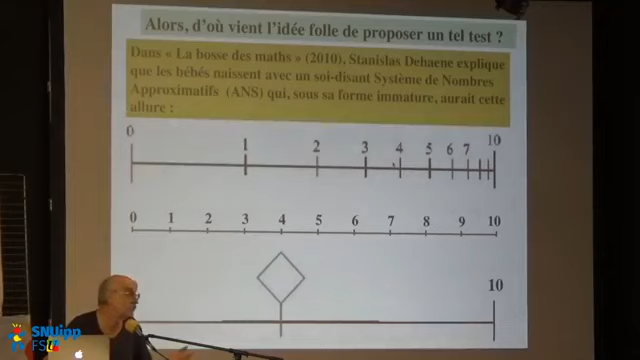 Alors, d'où vient l'idée folle de proposer un tel test ?
Dans « La bosse des maths » (2010), Stanislas Dehaene explique
que les bébés naissent avec un soi-disant Système de Nombres
Approximatifs (ANS) qui, sous sa forme immature, aurait cette
allure :
0 1 2 3 4 5 6 7 10
0 1 2 3 4 5 6 7 8 9 10
10
SNUipp
FSU